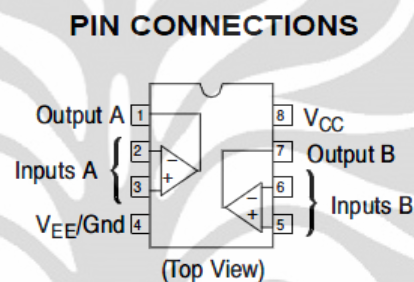 PIN CONNECTIONS
Output A 1
8 VCC
2 −
7 Output B
Inputs A
3 +
− 6
Inputs B
VEE/Gnd 4
+ 5
(Top View)